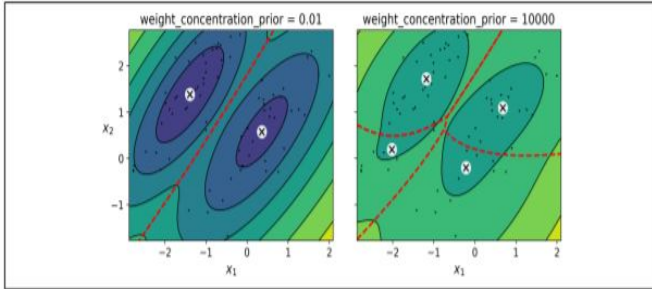 weight_concentration_prior = 0.01
weight_concentration_prior = 10000
2
1
x2
0
−1
−2
−1
0
1
2
−2
−1
0
1
2
x1
x1